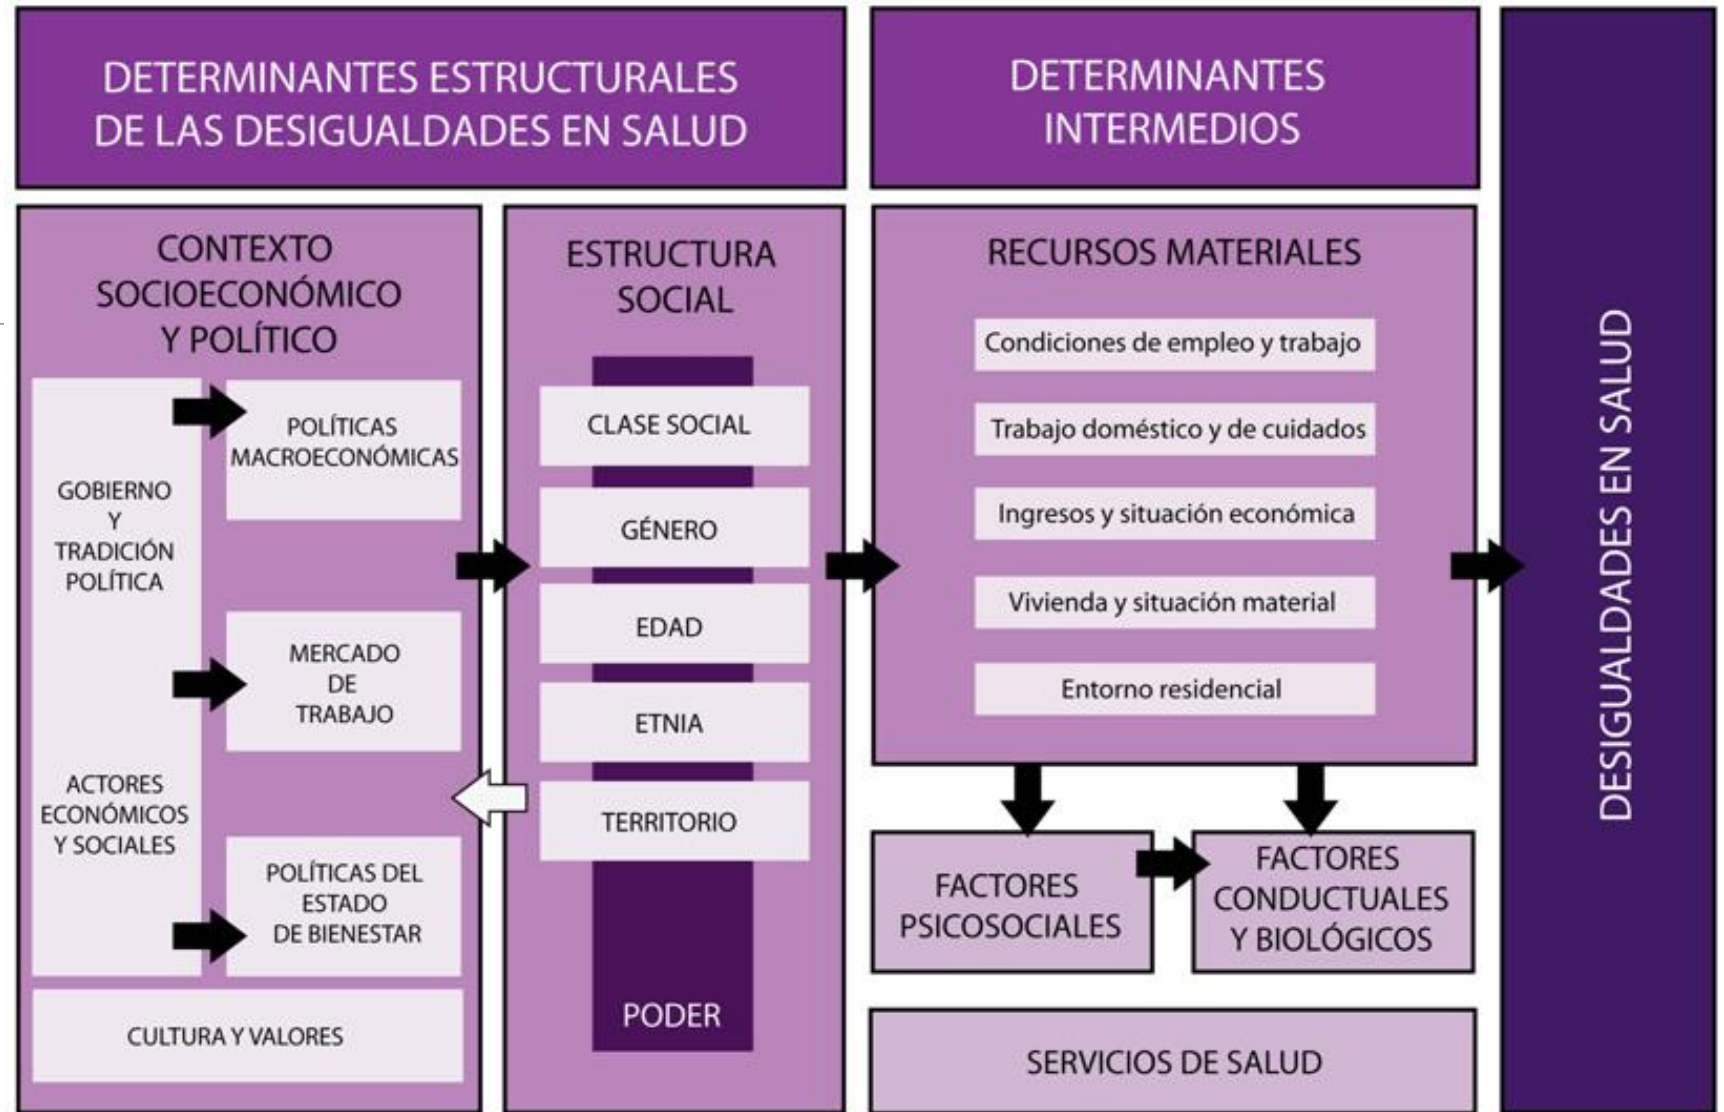 DETERMINANTES ESTRUCTURALES
DE LAS DESIGUALDADES EN SALUD
DETERMINANTES
INTERMEDIOS
CONTEXTO
SOCIOECONÓMICO
Y POLÍTICO
GOBIERNO
Y
TRADICIÓN
POLÍTICA
ACTORES
ECONÓMICOS
Y SOCIALES
POLÍTICAS
MACROECONÓMICAS
MERCADO
DE
TRABAJO
POLÍTICAS DEL
ESTADO
DE BIENESTAR
CULTURA Y VALORES
ESTRUCTURA
SOCIAL
CLASE SOCIAL
GÉNERO
EDAD
ETNIA
TERRITORIO
PODER
RECURSOS MATERIALES
Condiciones de empleo y trabajo
Trabajo doméstico y de cuidados
Ingresos y situación económica
Vivienda y situación material
Entorno residencial
FACTORES
PSICOSOCIALES
FACTORES
CONDUCTUALES
Y BIOLÓGICOS
SERVICIOS DE SALUD
DESIGUALDADES EN SALUD